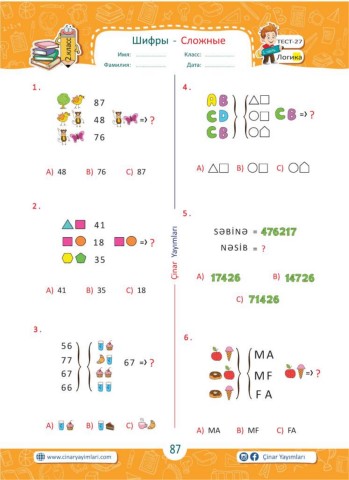 2 класс
Шифры - Сложные
Имя: Класс:
Фамилия: Дата:
ТЕСТ-27
Логика
1.
87
48 => ?
76
A) 48 B) 76 C) 87
2.
41
18 => ?
35
A) 41 B) 35 C) 18
3.
56
77
67
66
67 => ?
A) B) C)
Çinar Yayımları
4.
AB
CD
CB
CB => ?
A) B) C)
5.
SƏBİNƏ = 476217
NƏSİB = ?
A) 17426 B) 14726
C) 71426
6.
MA
MF
FA
=> ?
A) MA B) MF C) FA
www.cinaryayimlari.com
87
Çinar Yayımları